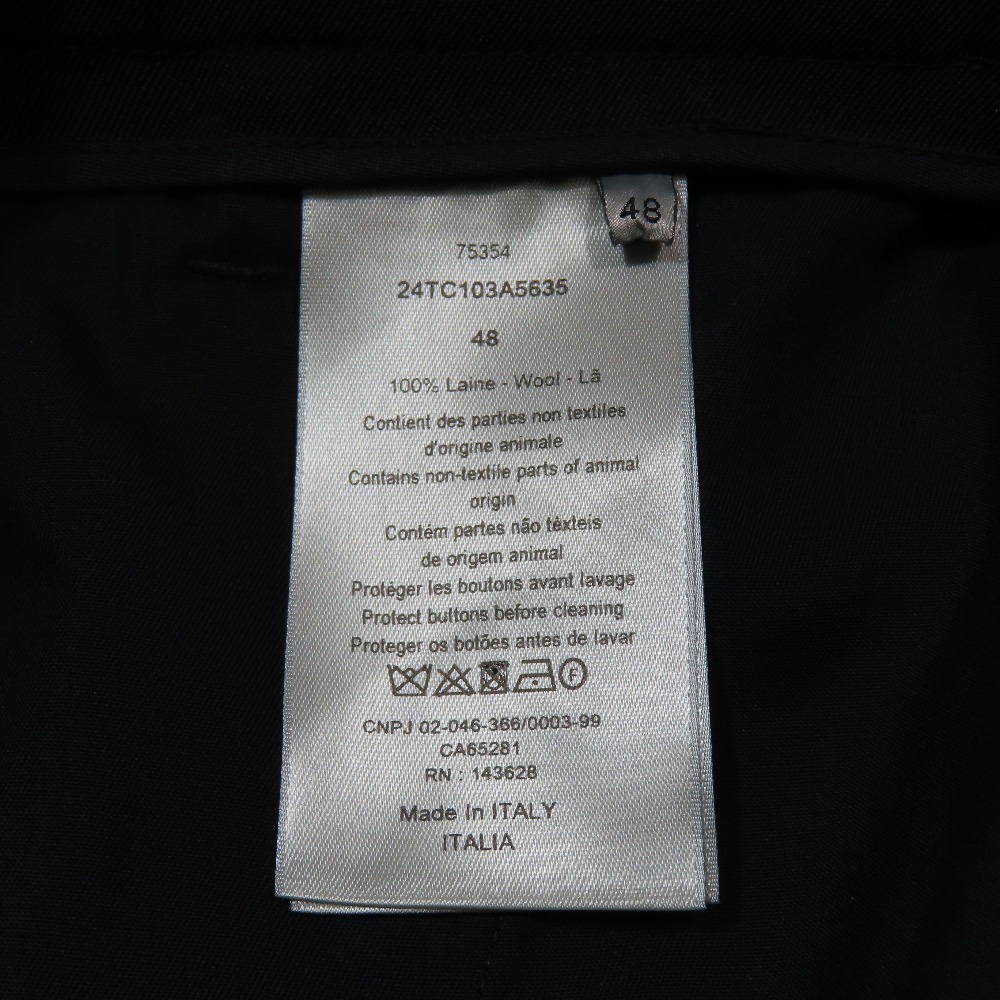 48
75354
24TC103A5635
48
100% Laine - Wool - Lã
Contient des parties non textiles
d'origine animale
Contains non-textile parts of animal
origin
Contém partes não têxteis
de origem animal
Protéger les boutons avant lavage
Protect buttons before cleaning
Proteger os botões antes de lavar
F
CNPJ 02-046-366/0003-99
CA65281
RN : 143628
Made In ITALY
ITALIA